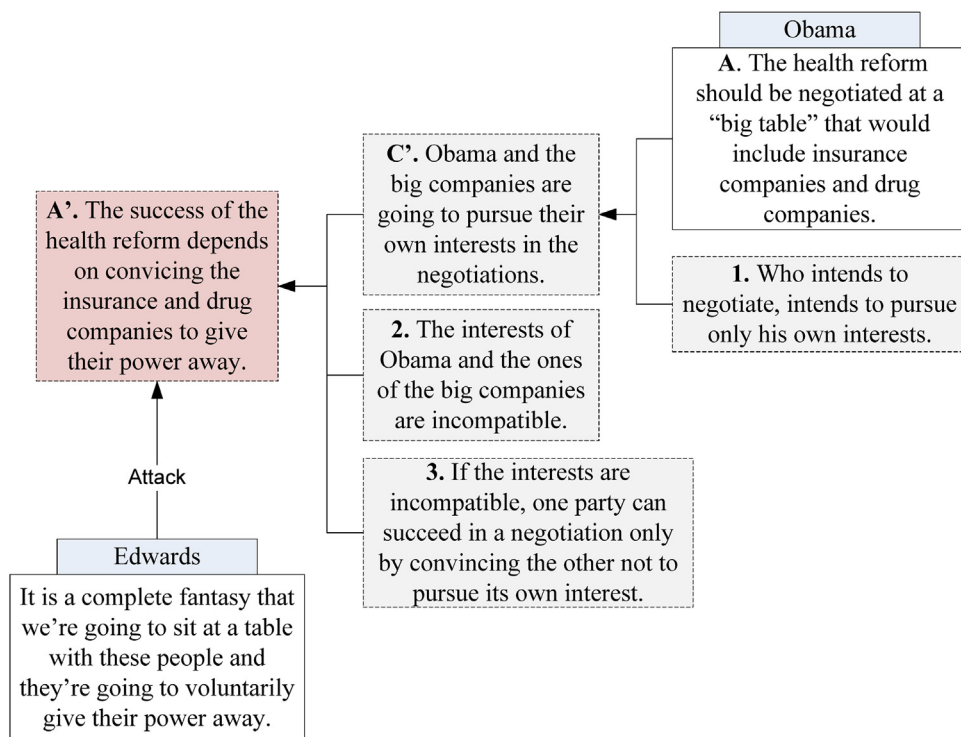 Obama
A. The health reform
should be negotiated at a
“big table” that would
include insurance
companies and drug
companies.
C’. Obama and the
big companies are
going to pursue their
own interests in the
negotiations.
A’. The success of the
health reform depends
on convicing the
insurance and drug
companies to give
their power away.
1. Who intends to
negotiate, intends to pursue
only his own interests.
2. The interests of
Obama and the ones
of the big companies
are incompatible.
3. If the interests are
incompatible, one party can
succeed in a negotiation only
by convincing the other not to
pursue its own interest.
Attack
Edwards
It is a complete fantasy that
we’re going to sit at a table
with these people and
they’re going to voluntarily
give their power away.